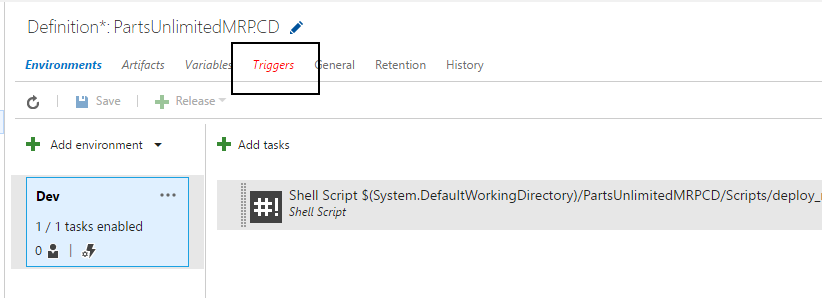 Definition*: PartsUnlimitedMRP.CD
Environments Artifacts Variables Triggers General Retention History
Save Release
Add environment Add tasks
Dev
1 / 1 tasks enabled
0
#! Shell Script $(System.DefaultWorkingDirectory)/PartsUnlimitedMRPCD/Scripts/deploy_
Shell Script